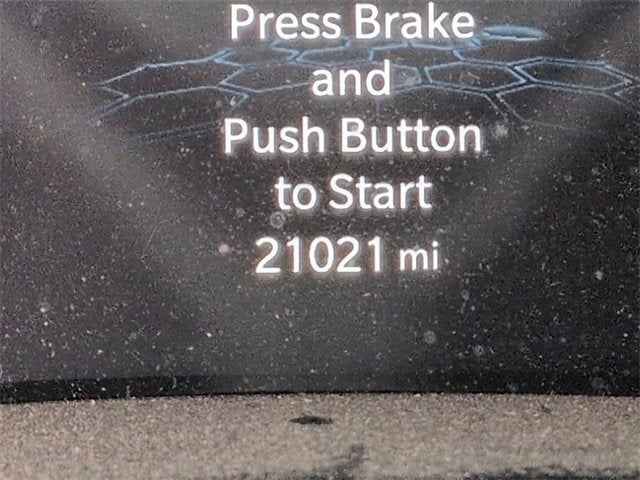 Press Brake
and
Push Button
to Start
21021 mi